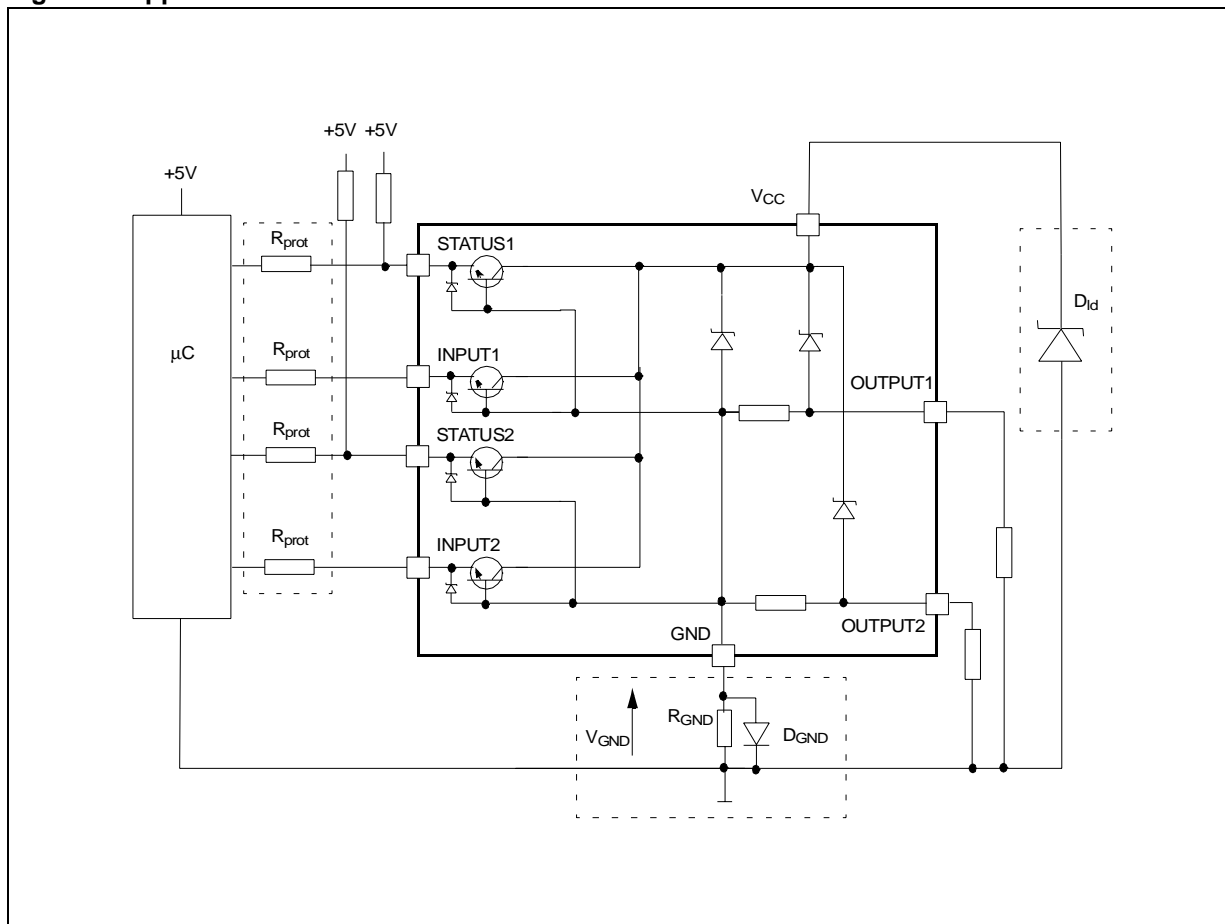 +5V +5V
+5V
VCC
Rprot
STATUS1
Dld
μC
Rprot
INPUT1
OUTPUT1
Rprot
STATUS2
Rprot
INPUT2
GND
OUTPUT2
RGND
VGND
DGND